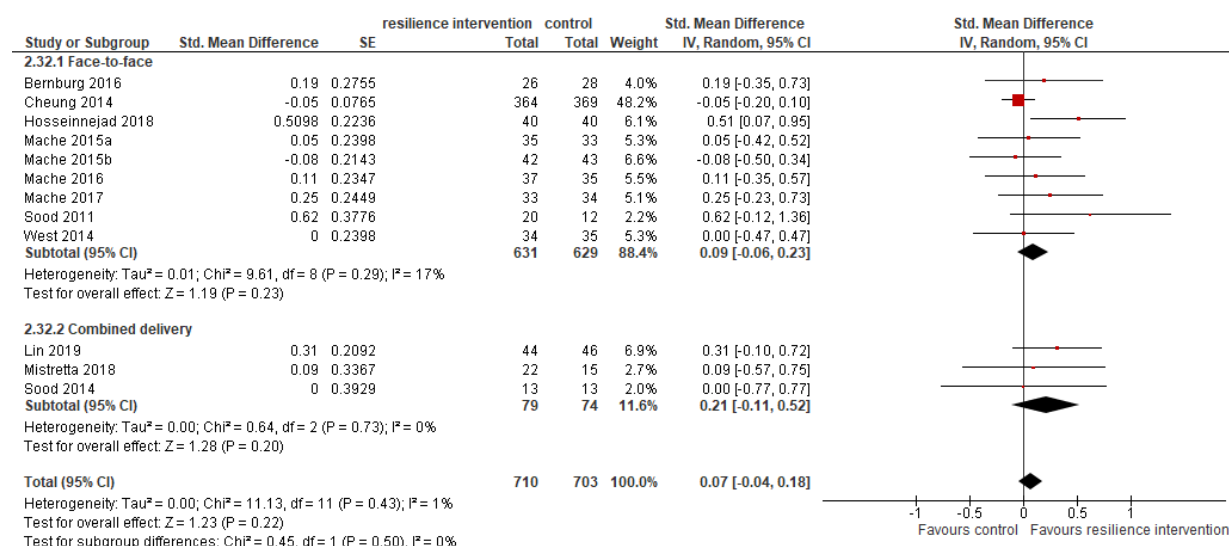 resilience intervention control Std. Mean Difference Std. Mean Difference
Study or Subgroup Std. Mean Difference SE Total Total Weight IV, Random, 95% CI IV, Random, 95% CI
2.32.1 Face-to-face
Bernburg 2016 0.19 0.2755 26 28 4.0% 0.19 [-0.35, 0.73]
Cheung 2014 -0.05 0.0765 364 369 48.2% -0.05 [-0.20, 0.10]
Hosseinnejad 2018 0.5098 0.2236 40 40 6.1% 0.51 [0.07, 0.95]
Mache 2015a 0.05 0.2398 35 33 5.3% 0.05 [-0.42, 0.52]
Mache 2015b -0.08 0.2143 42 43 6.6% -0.08 [-0.50, 0.34]
Mache 2016 0.11 0.2347 37 35 5.5% 0.11 [-0.35, 0.57]
Mache 2017 0.25 0.2449 33 34 5.1% 0.25 [-0.23, 0.73]
Sood 2011 0.62 0.3776 20 12 2.2% 0.62 [-0.12, 1.36]
West 2014 0 0.2398 34 35 5.3% 0.00 [-0.47, 0.47]
Subtotal (95% CI) 631 629 88.4% 0.09 [-0.06, 0.23]
Heterogeneity: Tau² = 0.01; Chi² = 9.61, df = 8 (P = 0.29); I² = 17%
Test for overall effect: Z = 1.19 (P = 0.23)
2.32.2 Combined delivery
Lin 2019 0.31 0.2092 44 46 6.9% 0.31 [-0.10, 0.72]
Mistretta 2018 0.09 0.3367 22 15 2.7% 0.09 [-0.57, 0.75]
Sood 2014 0 0.3929 13 13 2.0% 0.00 [-0.77, 0.77]
Subtotal (95% CI) 79 74 11.6% 0.21 [-0.11, 0.52]
Heterogeneity: Tau² = 0.00; Chi² = 0.64, df = 2 (P = 0.73); I² = 0%
Test for overall effect: Z = 1.28 (P = 0.20)
Total (95% CI) 710 703 100.0% 0.07 [-0.04, 0.18]
Heterogeneity: Tau² = 0.00; Chi² = 11.13, df = 11 (P = 0.43); I² = 1%
Test for overall effect: Z = 1.23 (P = 0.22)
Test for subgroup differences: Chi² = 0.45, df = 1 (P = 0.50), I² = 0%
-1 -0.5 0 0.5 1
Favours control Favours resilience intervention